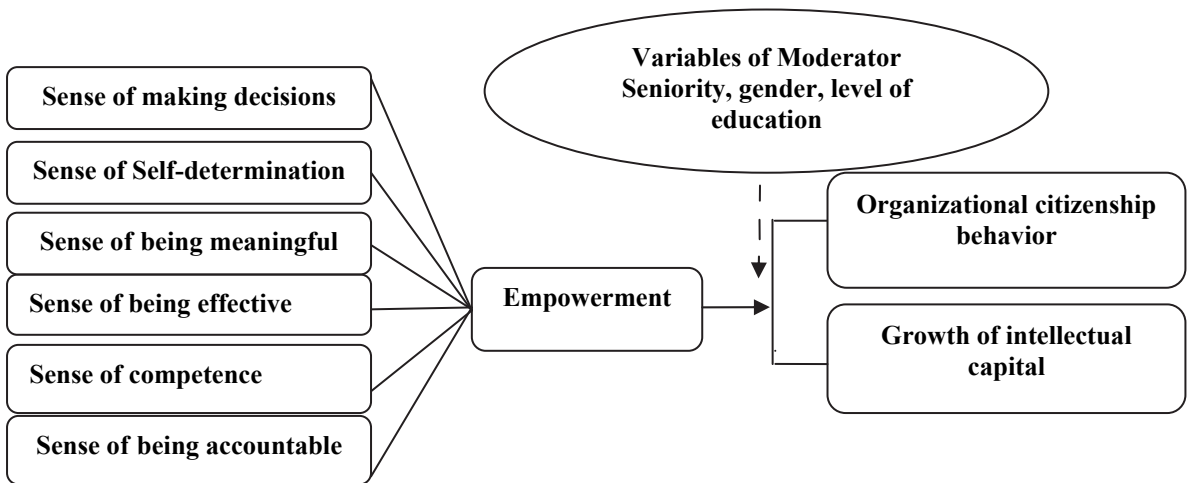 Variables of Moderator
Seniority, gender, level of
education
Sense of making decisions
Sense of Self-determination
Sense of being meaningful
Sense of being effective
Sense of competence
Sense of being accountable
Empowerment
Organizational citizenship
behavior
Growth of intellectual
capital